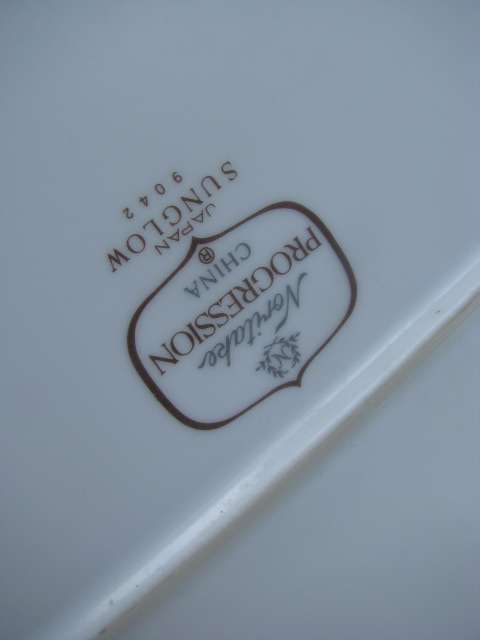 N
Noritake
PROGRESSION
CHINA
®
JAPAN
SUNGLOW
9042